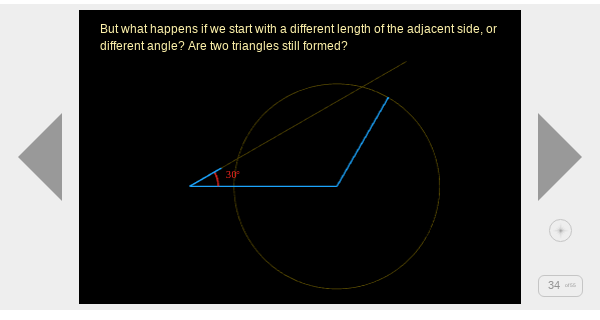 But what happens if we start with a different length of the adjacent side, or
different angle? Are two triangles still formed?
30°
34